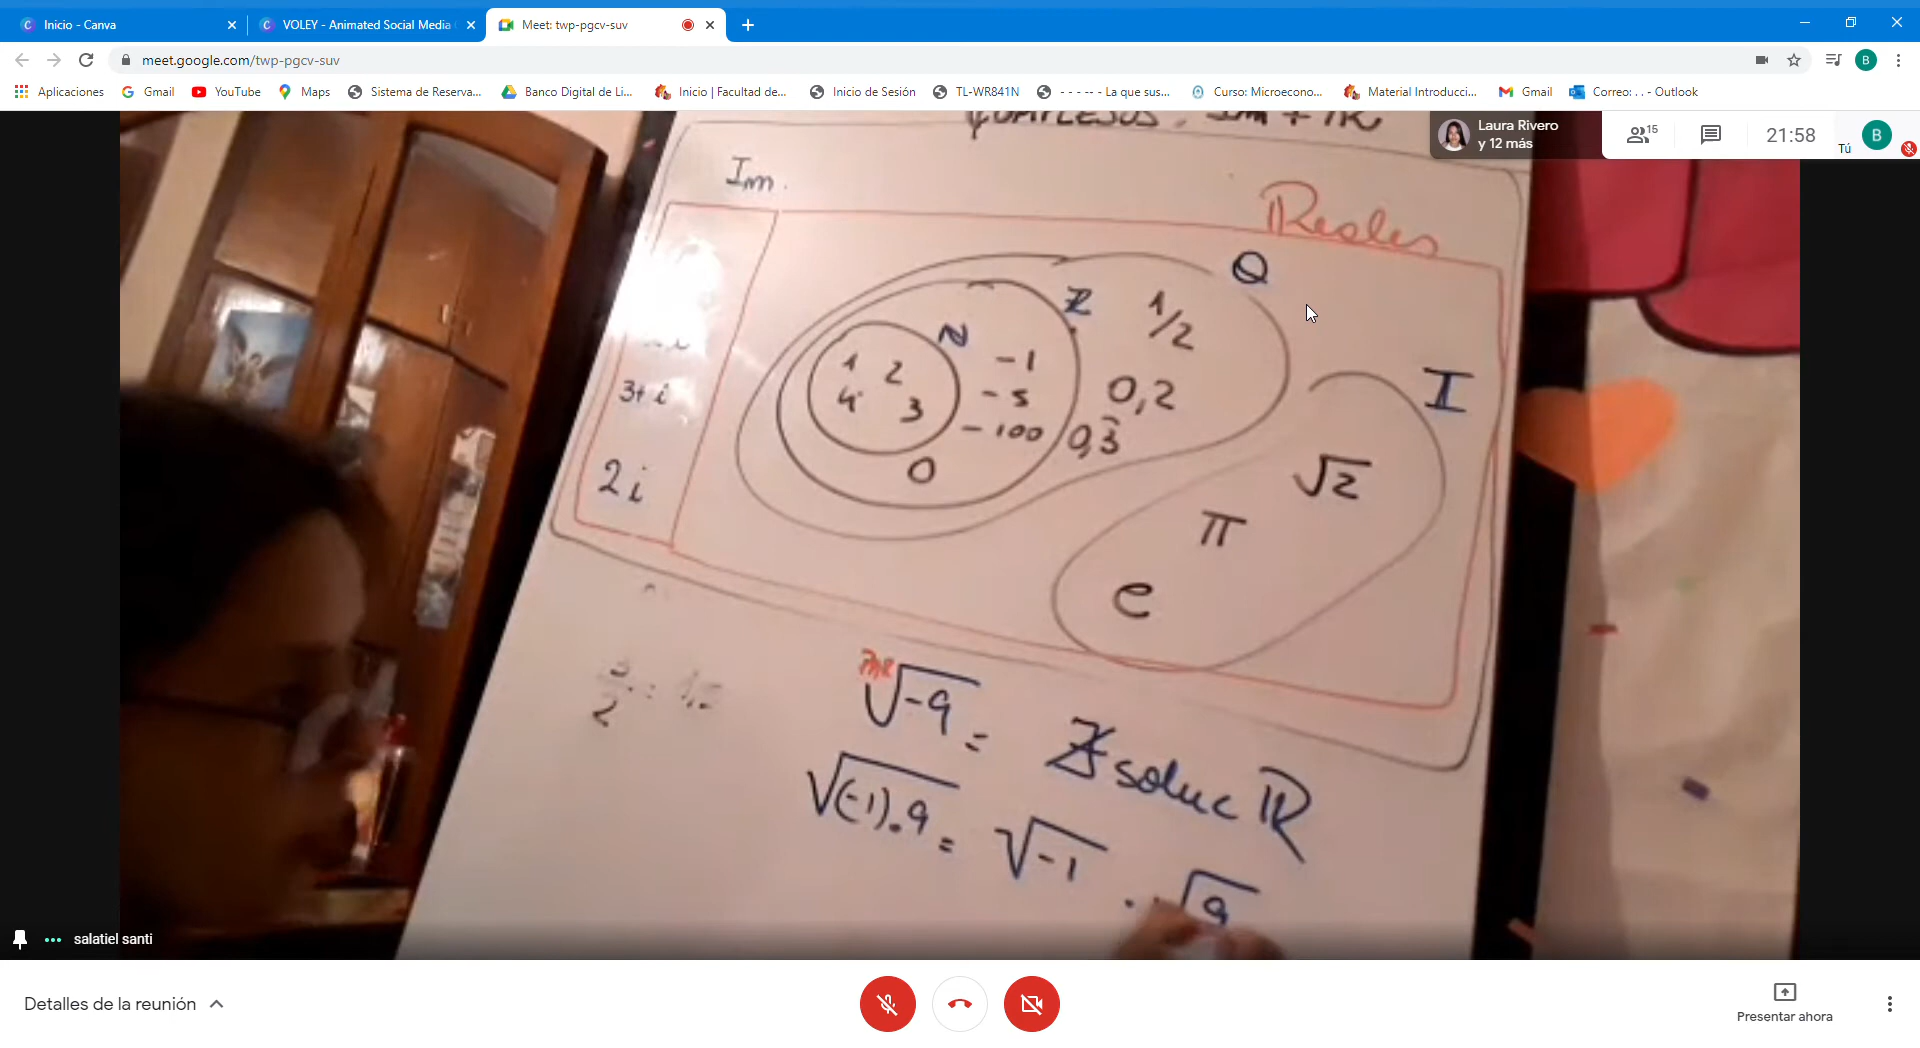 Inicio - Canva
VOLEY - Animated Social Media
Meet: twp-pgcv-suv
meet.google.com/twp-pgcv-suv
B
Aplicaciones
Gmail
YouTube
Maps
Sistema de Reserva...
Banco Digital de Li...
Inicio | Facultad de...
Inicio de Sesión
TL-WR841N
- - - -- - La que sus...
Curso: Microecono...
Material Introducci...
Gmail
Correo: . . - Outlook
Laura Rivero
y 12 más
15
21:58
Tú
B
Im.
Reales
Q
Z
1/2
N
-1
1 2
I
3+i
4 3
-5
0,2
-100
0,3
0
√2
2i
π
e
√-9 =
∄ soluc ℝ
√(-1).9 = √-1 . √9
salatiel santi
Detalles de la reunión
Presentar ahora